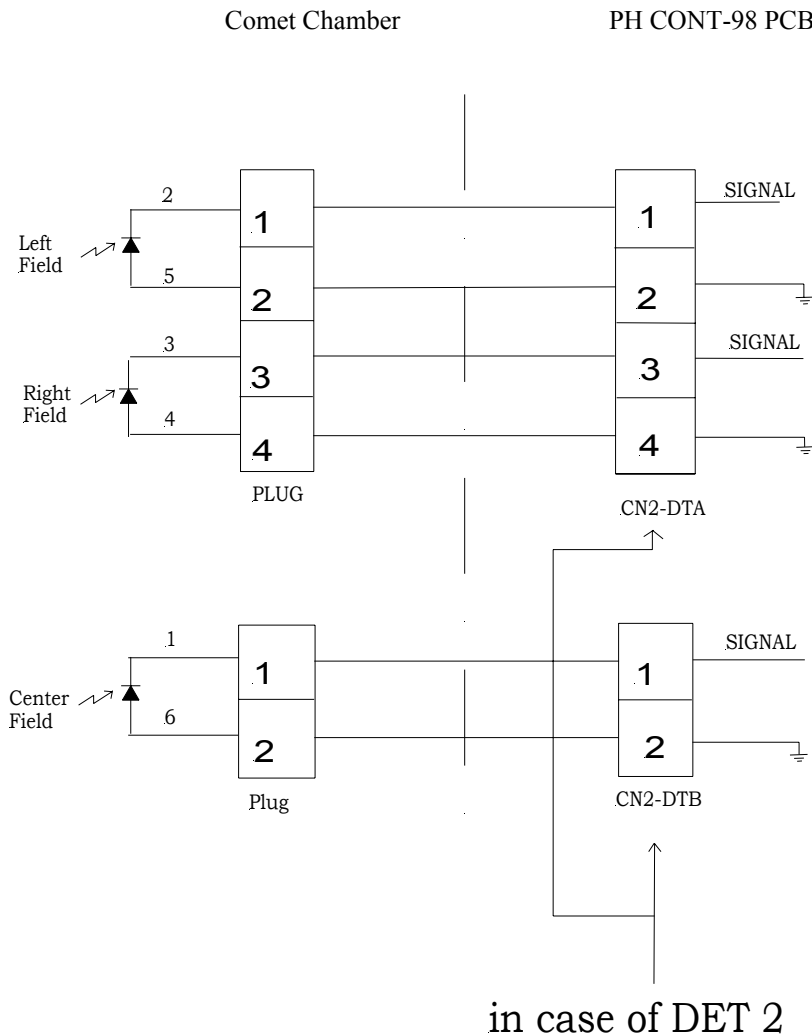 Comet Chamber PH CONT-98 PCB
2 1 1 SIGNAL
Left
Field
5 2 2
3 3 3 SIGNAL
Right
Field
4 4 4
PLUG CN2-DTA
1 1 1 SIGNAL
Center
Field
6 2 2
Plug CN2-DTB
in case of DET 2